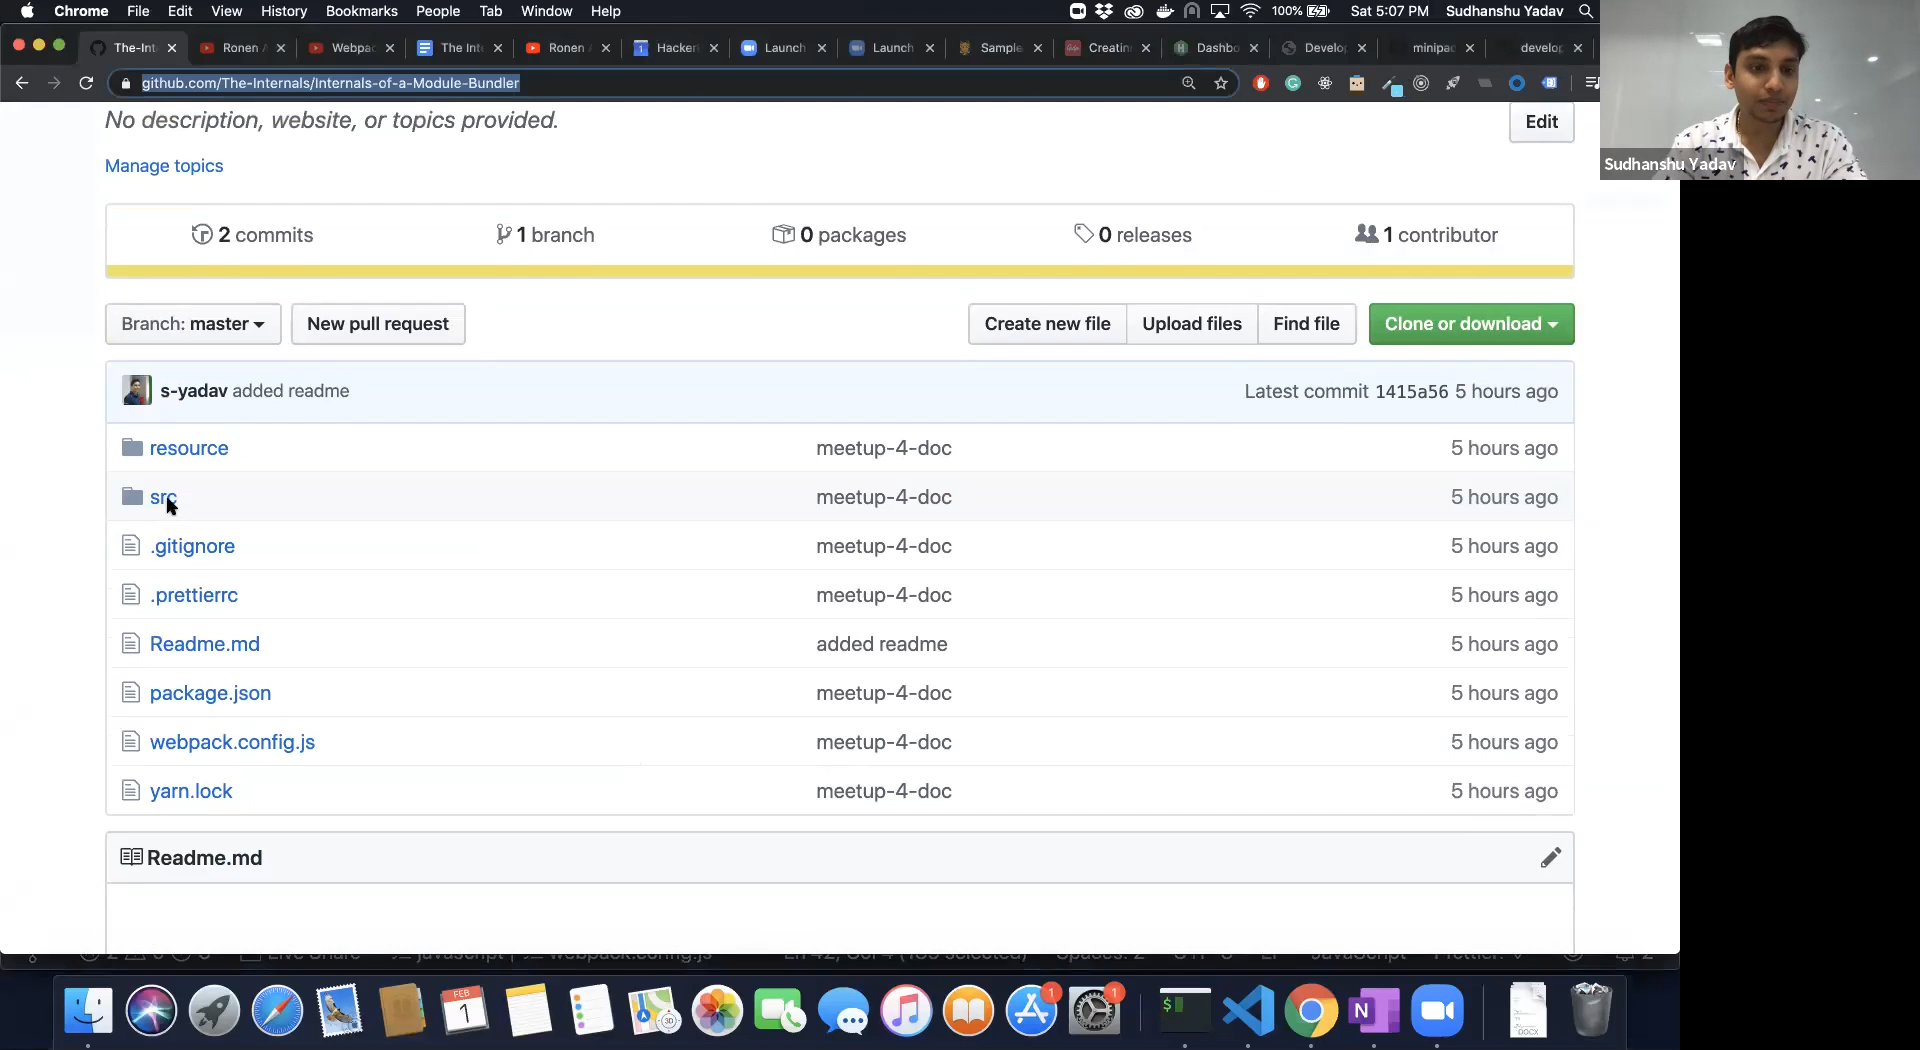 Chrome File Edit View History Bookmarks People Tab Window Help 100% Sat 5:07 PM Sudhanshu Yadav
The-Int Ronen Webpac The Int Ronen Hacker Launch Launch Sample Creatin Dashbo Develo minipac develop
github.com/The-Internals/Internals-of-a-Module-Bundler
No description, website, or topics provided.
Edit
Manage topics
Sudhanshu Yadav
2 commits 1 branch 0 packages 0 releases 1 contributor
Branch: master New pull request Create new file Upload files Find file Clone or download
s-yadav added readme Latest commit 1415a56 5 hours ago
resource meetup-4-doc 5 hours ago
src meetup-4-doc 5 hours ago
.gitignore meetup-4-doc 5 hours ago
.prettierrc meetup-4-doc 5 hours ago
Readme.md added readme 5 hours ago
package.json meetup-4-doc 5 hours ago
webpack.config.js meetup-4-doc 5 hours ago
yarn.lock meetup-4-doc 5 hours ago
Readme.md
FEB
1
3D
1
1
$
N
DOCX